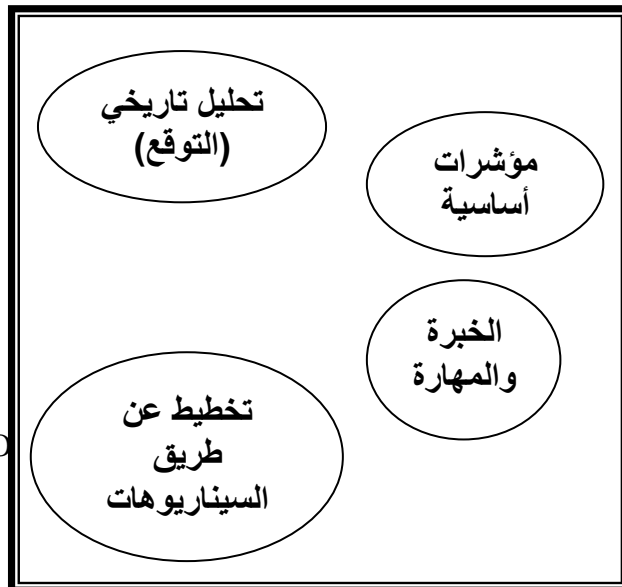 تحليل تاريخي
(التوقع)
مؤشرات
أساسية
الخبرة
والمهارة
تخطيط عن
طريق
السيناريوهات